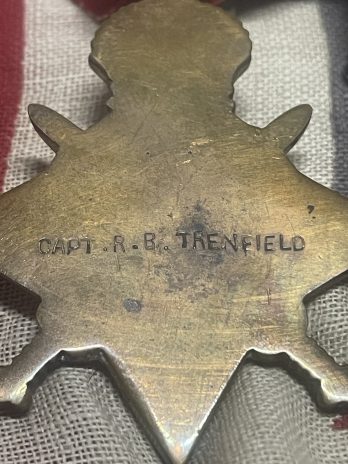 CAPT. R. B. TRENFIELD